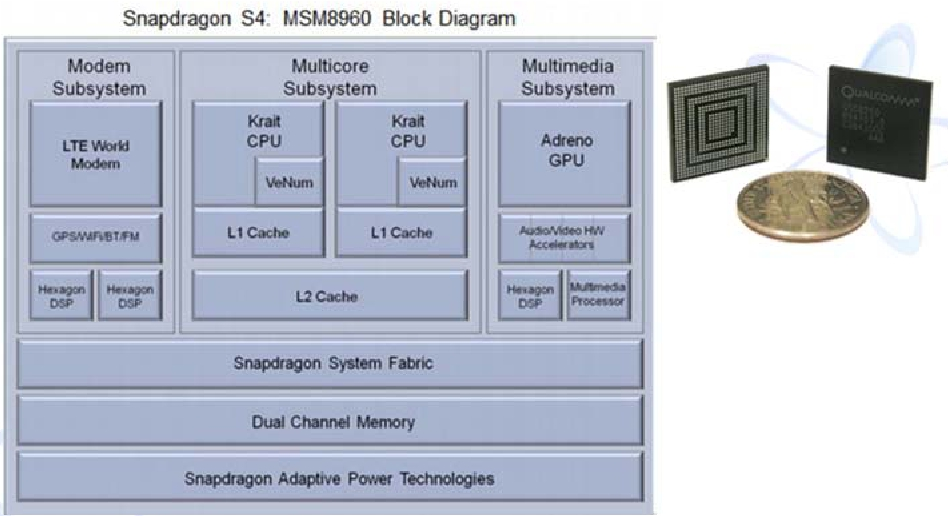 Snapdragon S4: MSM8960 Block Diagram
Modem
Subsystem
LTE World
Modem
GPS/WiFi/BT/FM
Hexagon
DSP
Hexagon
DSP
Multicore
Subsystem
Krait
CPU
VeNum
L1 Cache
Krait
CPU
VeNum
L1 Cache
L2 Cache
Multimedia
Subsystem
Adreno
GPU
Audio/Video HW
Accelerators
Hexagon
DSP
Multimedia
Processor
Snapdragon System Fabric
Dual Channel Memory
Snapdragon Adaptive Power Technologies
QUALCOMM